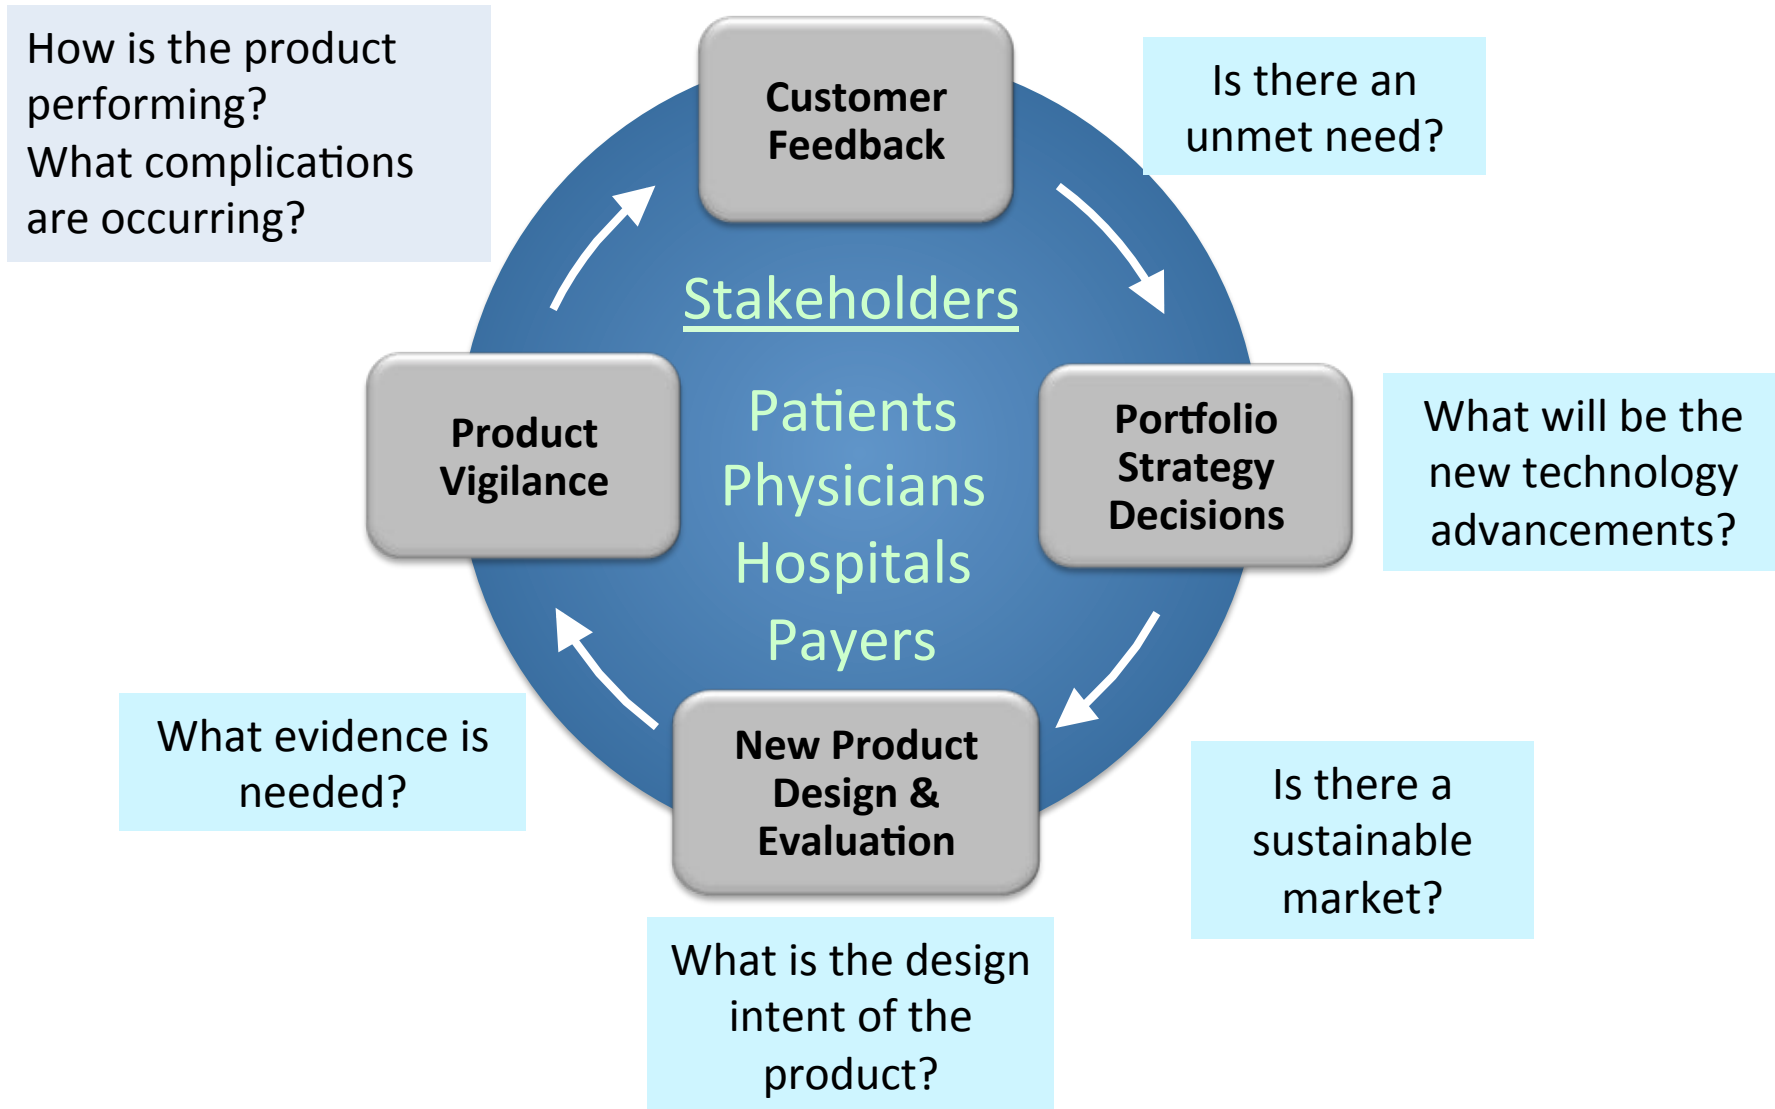 How is the product
performing?
What complications
are occurring?
Customer
Feedback
Is there an
unmet need?
Stakeholders
Patients
Physicians
Hospitals
Payers
Product
Vigilance
Portfolio
Strategy
Decisions
What will be the
new technology
advancements?
What evidence is
needed?
New Product
Design &
Evaluation
Is there a
sustainable
market?
What is the design
intent of the
product?